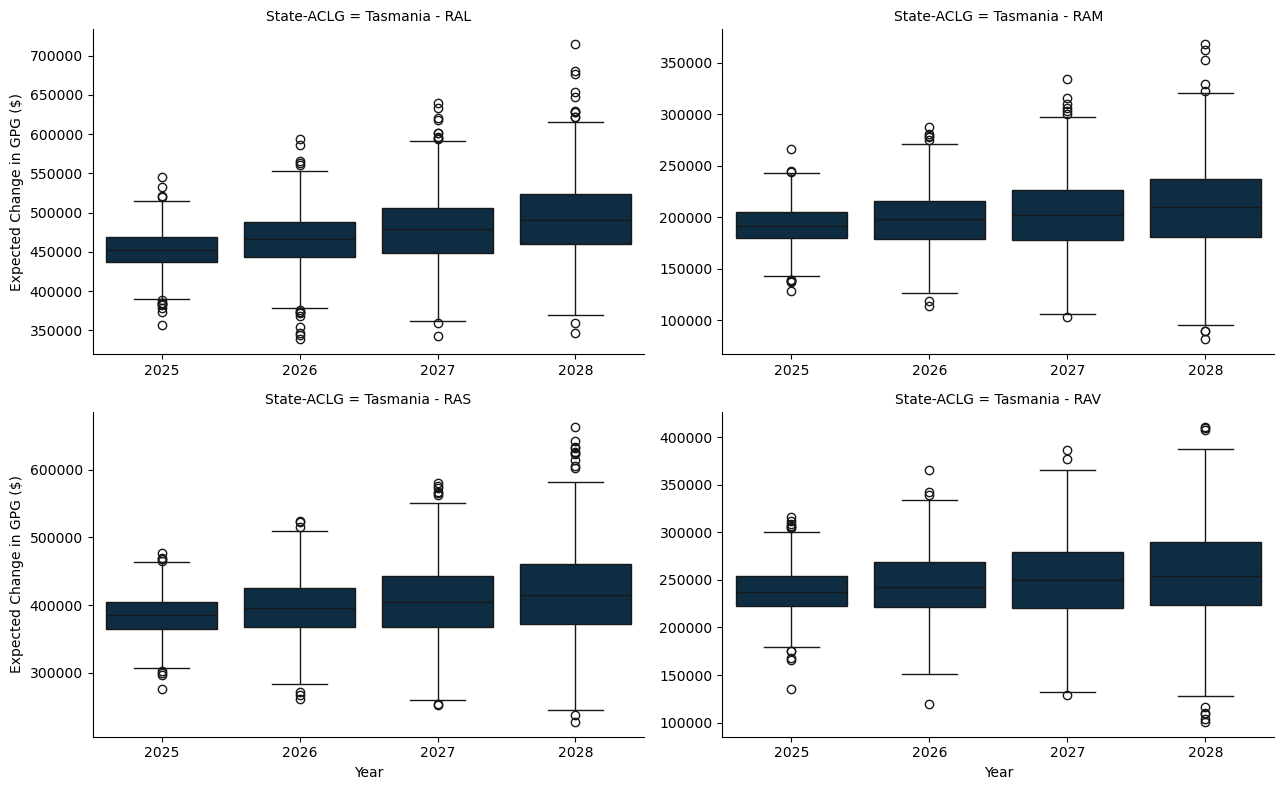 State-ACLG = Tasmania - RAL
Expected Change in GPG ($)
700000
650000
600000
550000
500000
450000
400000
350000
2025 2026 2027 2028
State-ACLG = Tasmania - RAM
350000
300000
250000
200000
150000
100000
2025 2026 2027 2028
State-ACLG = Tasmania - RAS
Expected Change in GPG ($)
600000
500000
400000
300000
2025 2026 2027 2028
Year
State-ACLG = Tasmania - RAV
400000
350000
300000
250000
200000
150000
100000
2025 2026 2027 2028
Year